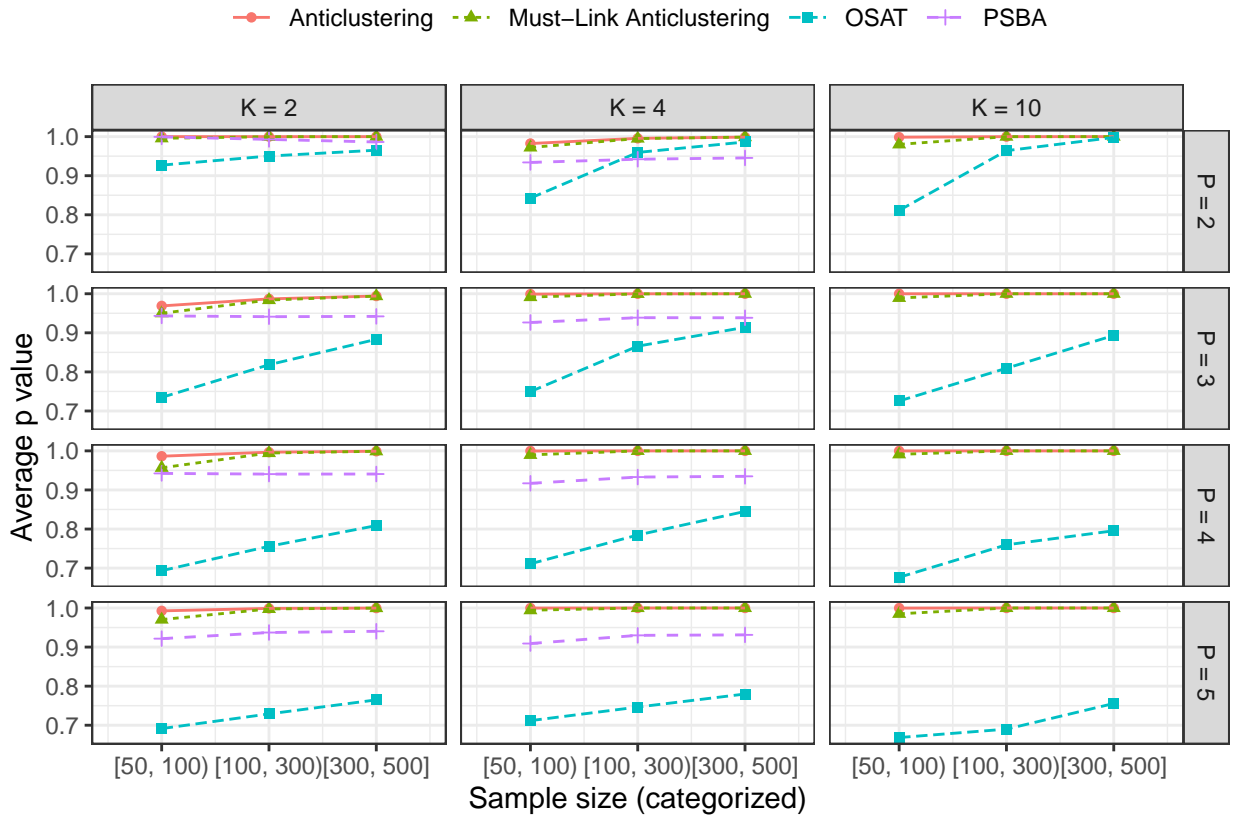 Anticlustering Must−Link Anticlustering OSAT PSBA
K = 2 K = 4 K = 10
1.0
0.9
0.8
0.7
P = 2
1.0
0.9
0.8
0.7
P = 3
1.0
0.9
0.8
0.7
P = 4
1.0
0.9
0.8
0.7
P = 5
Average p value
[50, 100) [100, 300)[300, 500] [50, 100) [100, 300)[300, 500] [50, 100) [100, 300)[300, 500]
Sample size (categorized)